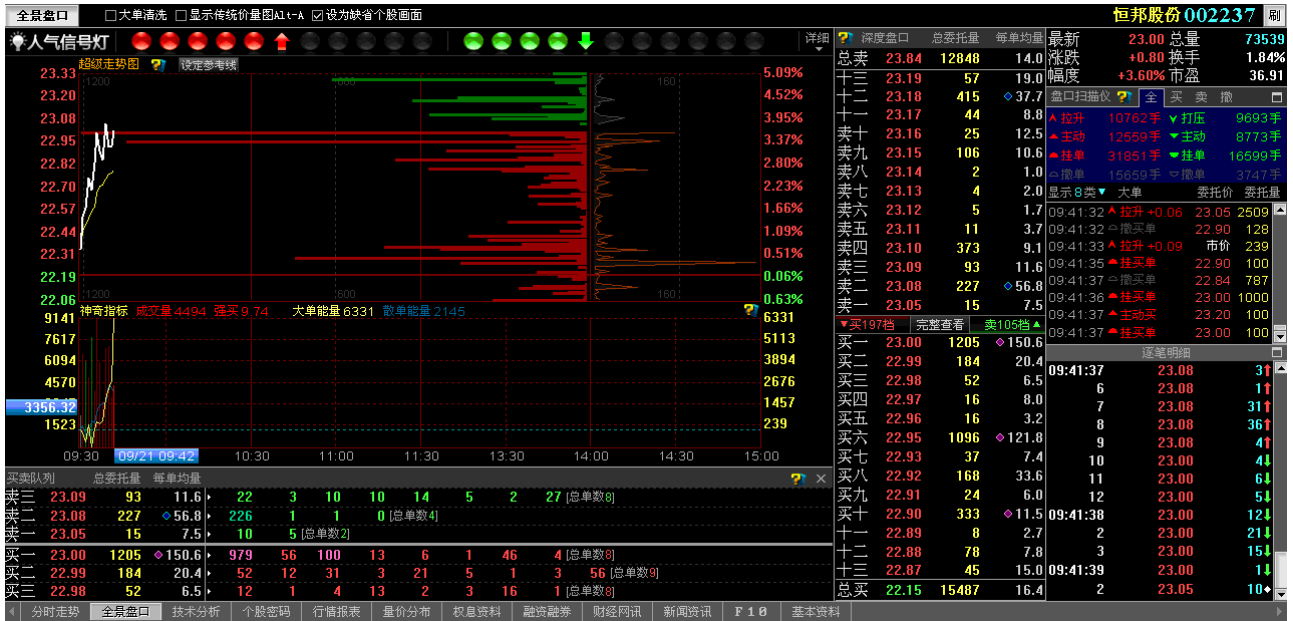 全景盘口 □大单清洗 □显示传统价量图Alt-A ☑设为缺省个股画面 恒邦股份 002237 刷
人气信号灯 详细
超级走势图 设定参考线
1200 600 160
23.33 5.09%
23.20 4.52%
23.08 3.95%
22.95 3.37%
22.82 2.80%
22.70 2.23%
22.57 1.66%
22.44 1.09%
22.31 0.51%
22.19 0.06%
22.06 0.63%
1200 600 160
神奇指标 成交量4494 强买9.74 大单能量6331 散单能量2145
9141 6331
7617 5113
6094 3894
4570 2676
3356.32 1457
1523 239
09:30 09/21 09:42 10:30 11:00 11:30 13:30 14:00 14:30 15:00
买卖队列 总委托量 每单均量
卖三 23.09 93 11.6 22 3 10 10 14 5 2 27 [总单数8]
卖二 23.08 227 56.8 226 1 1 0 [总单数4]
卖一 23.05 15 7.5 10 5 [总单数2]
买一 23.00 1205 150.6 979 56 100 13 6 1 46 4 [总单数8]
买二 22.99 184 20.4 52 12 31 3 21 5 1 3 56 [总单数9]
买三 22.98 52 6.5 12 1 4 13 2 3 16 1 [总单数8]
深度盘口 总委托量 每单均量
总卖 23.84 12848 14.0
十三 23.19 57 19.0
十二 23.18 415 37.7
十一 23.17 44 8.8
卖十 23.16 25 12.5
卖九 23.15 106 10.6
卖八 23.14 2 1.0
卖七 23.13 4 2.0
卖六 23.12 5 1.7
卖五 23.11 11 3.7
卖四 23.10 373 9.1
卖三 23.09 93 11.6
卖二 23.08 227 56.8
卖一 23.05 15 7.5
▼买197档 完整查看 卖105档▲
买一 23.00 1205 150.6
买二 22.99 184 20.4
买三 22.98 52 6.5
买四 22.97 16 8.0
买五 22.96 16 3.2
买六 22.95 1096 121.8
买七 22.93 37 7.4
买八 22.92 168 33.6
买九 22.91 24 6.0
买十 22.90 333 11.5
十一 22.89 8 2.7
十二 22.88 78 7.8
十三 22.87 45 15.0
总买 22.15 15487 16.4
最新 23.00 总量 73539
涨跌 +0.80 换手 1.84%
幅度 +3.60% 市盈 36.91
盘口扫描仪 全 买 卖 撤
拉升 10762手 打压 9693手
主动 12559手 主动 8773手
挂单 31851手 挂单 16599手
撤单 15659手 撤单 3747手
显示8类▼ 大单 委托价 委托量
09:41:32 拉升+0.06 23.05 2509
09:41:32 撤买单 22.90 128
09:41:33 拉升+0.09 市价 239
09:41:35 挂买单 22.90 100
09:41:37 撤买单 22.84 787
09:41:36 挂买单 23.00 1000
09:41:37 主动买 23.20 100
09:41:37 挂买单 23.00 100
逐笔明细
09:41:37 23.08 3↑
6 23.08 1↑
7 23.08 31↑
8 23.08 36↑
9 23.08 4↑
10 23.00 4↓
11 23.00 6↓
12 23.00 5↓
09:41:38 23.00 12↓
2 23.00 21↓
3 23.00 15↓
09:41:39 23.00 1↓
2 23.05 10◆
分时走势 全景盘口 技术分析 个股密码 行情报表 量价分布 权息资料 融资融券 财经网讯 新闻资讯 F10 基本资料